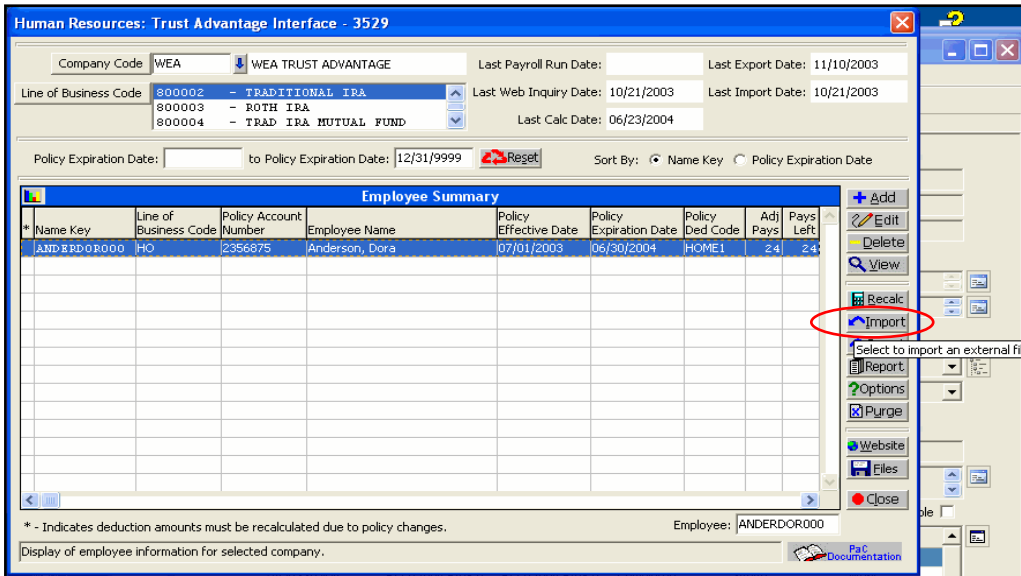 Human Resources: Trust Advantage Interface - 3529
Company Code WEA WEA TRUST ADVANTAGE Last Payroll Run Date: Last Export Date: 11/10/2003
Line of Business Code 800002 - TRADITIONAL IRA Last Web Inquiry Date: 10/21/2003 Last Import Date: 10/21/2003
800003 - ROTH IRA
800004 - TRAD IRA MUTUAL FUND Last Calc Date: 06/23/2004
Policy Expiration Date: to Policy Expiration Date: 12/31/9999 Reset Sort By: Name Key Policy Expiration Date
Employee Summary
* Name Key Line of Business Code Policy Account Number Employee Name Policy Effective Date Policy Expiration Date Policy Ded Code Adj Pays Pays Left
ANDERDOR000 HO 2356875 Anderson, Dora 07/01/2003 06/30/2004 HOME1 24 24
Add
Edit
Delete
View
Recalc
Import
Select to import an external fi
Report
?Options
Purge
Website
Files
Close
* - Indicates deduction amounts must be recalculated due to policy changes. Employee: ANDERDOR000
Display of employee information for selected company. PaC Documentation
ble